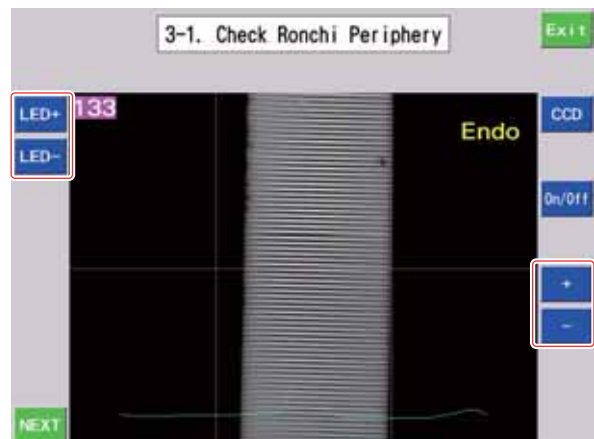 3-1. Check Ronchi Periphery
Exit
LED+
133
Endo
CCD
LED-
On/Off
+
-
NEXT